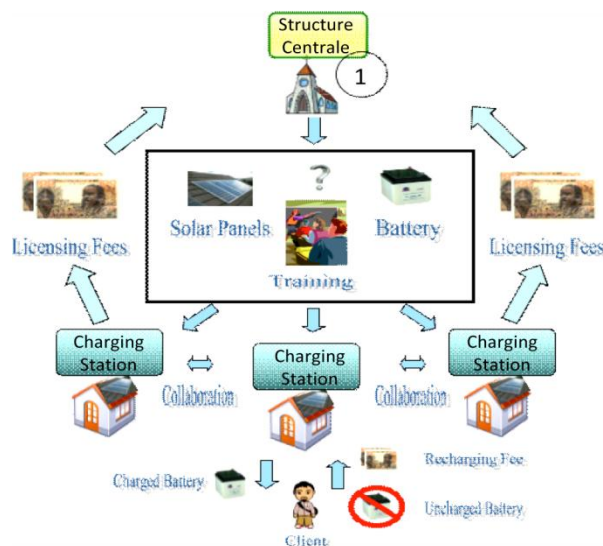 Structure
Centrale
1
?
Solar Panels
Battery
Training
Licensing Fees
Licensing Fees
Charging
Station
Charging
Station
Charging
Station
Collaboration
Collaboration
Charged Battery
Recharging Fee
Uncharged Battery
Client